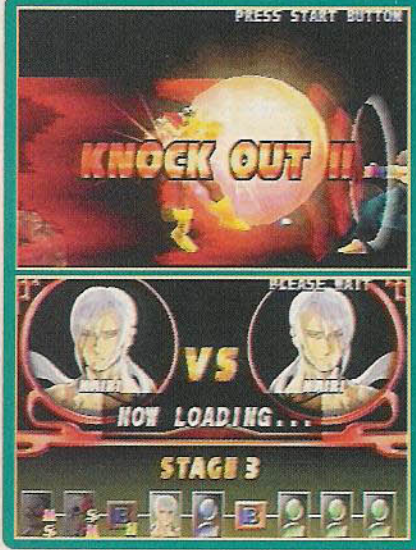 PRESS START BUTTON
KNOCK OUT !!
PLEASE WAIT
VS
NOW LOADING...
STAGE 3
B
B